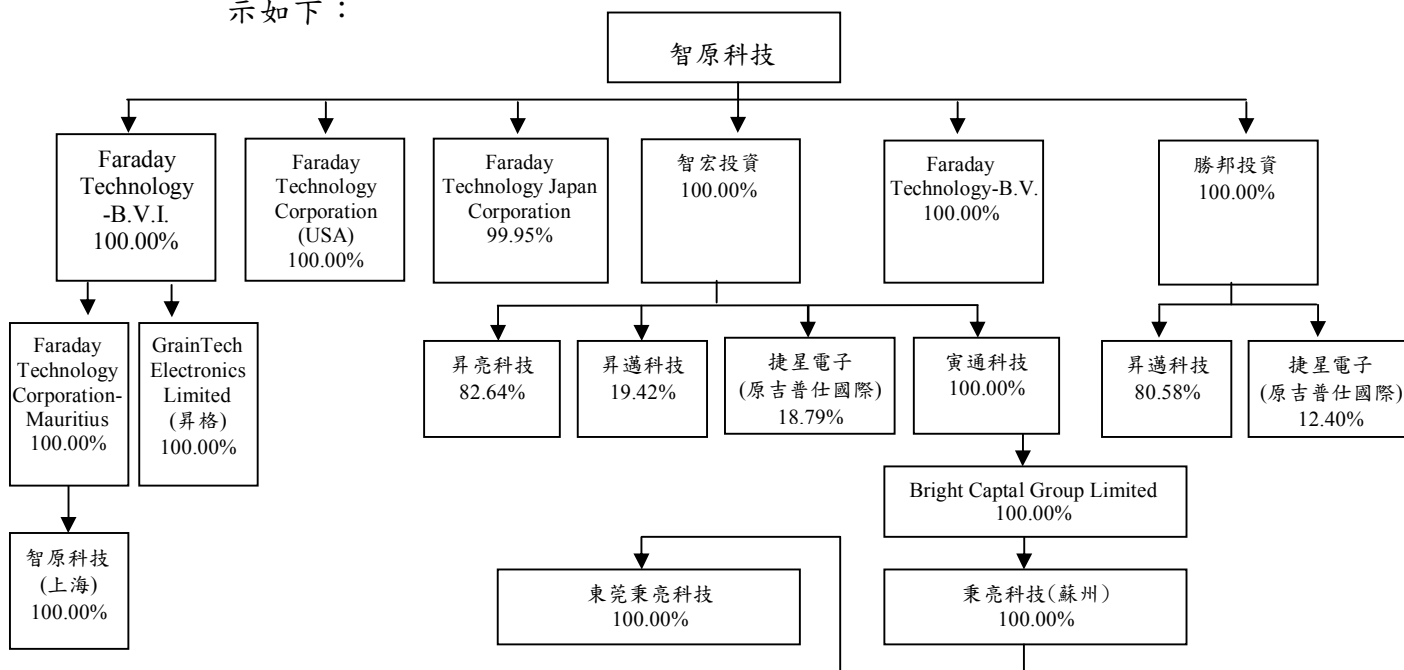 示如下：
智原科技
Faraday
Technology
-B.V.I.
100.00%
Faraday
Technology
Corporation
(USA)
100.00%
Faraday
Technology Japan
Corporation
99.95%
智宏投資
100.00%
Faraday
Technology-B.V.
100.00%
勝邦投資
100.00%
Faraday
Technology
Corporation-
Mauritius
100.00%
GrainTech
Electronics
Limited
(昇格)
100.00%
昇亮科技
82.64%
昇邁科技
19.42%
捷星電子
(原吉普仕國際)
18.79%
寅通科技
100.00%
昇邁科技
80.58%
捷星電子
(原吉普仕國際)
12.40%
Bright Captal Group Limited
100.00%
智原科技
(上海)
100.00%
東莞秉亮科技
100.00%
秉亮科技(蘇州)
100.00%